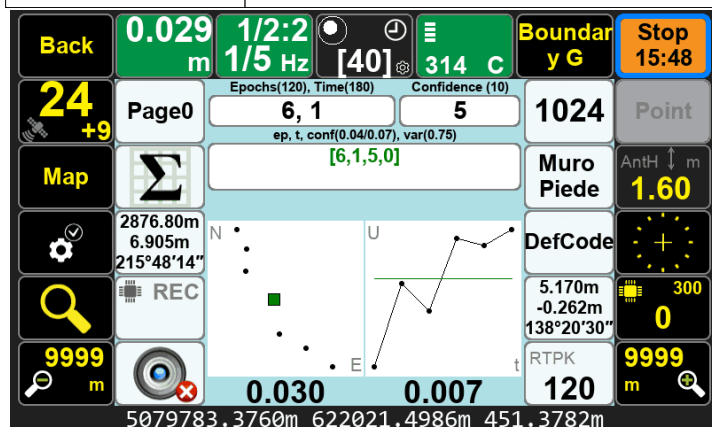 Back
0.029
m
1/2:2
1/5 Hz
[40]
314 C
Boundar
y G
Stop
15:48
24
+9
Page0
Epochs(120), Time(180)
6, 1
Confidence (10)
5
1024
Point
ep, t, conf(0.04/0.07), var(0.75)
[6,1,5,0]
Map
Σ
Muro
Piede
AntH m
1.60
2876.80m
6.905m
215°48'14"
N
U
DefCode
REC
5.170m
-0.262m
138°20'30"
300
0
E
t
9999
m
0.030
0.007
RTPK
120
9999
m
5079783.3760m 622021.4986m 451.3782m